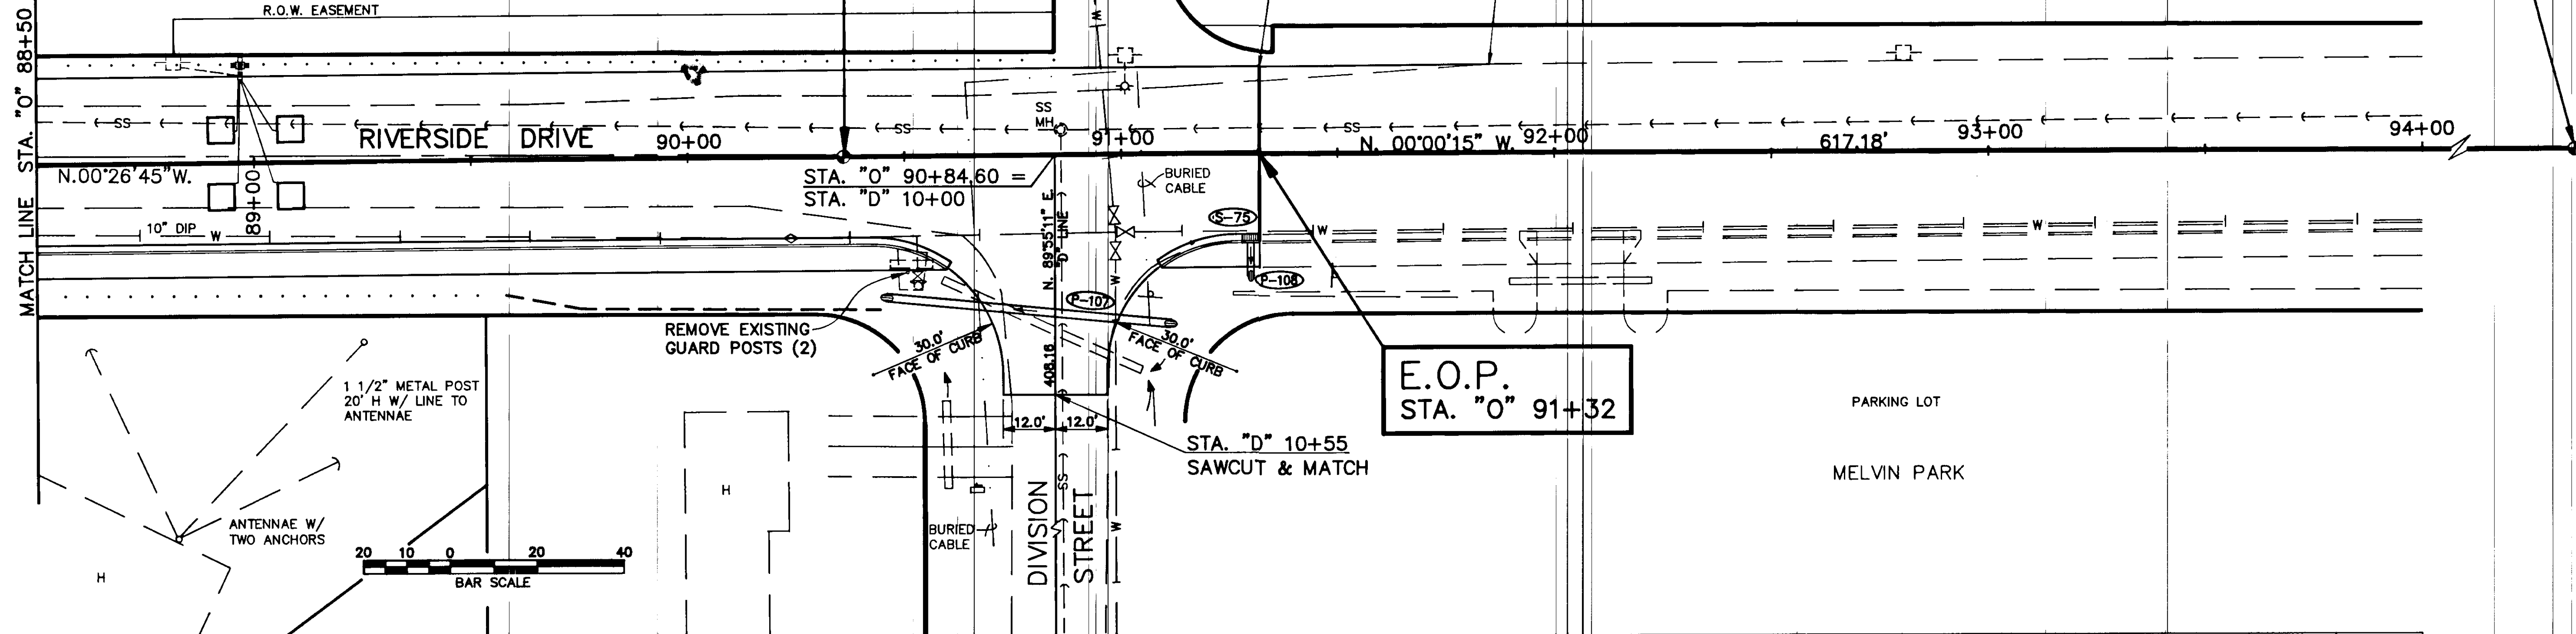 R.O.W. EASEMENT
MATCH LINE STA. "O" 88+50
W
SS
MH
SS
SS
SS
RIVERSIDE DRIVE
90+00
91+00
N. 00°00'15" W.
92+00
617.18'
93+00
94+00
N.00°26'45"W.
89+00
STA. "O" 90+84.60 =
STA. "D" 10+00
BURIED
CABLE
N. 89°55'11" E.
"D" LINE
408.16
10" DIP
W
S-75
W
W
W
P-108
P-107
REMOVE EXISTING
GUARD POSTS (2)
30.0'
FACE OF CURB
30.0'
FACE OF CURB
E.O.P.
STA. "O" 91+32
1 1/2" METAL POST
20' H W/ LINE TO
ANTENNAE
PARKING LOT
12.0'
12.0'
STA. "D" 10+55
SAWCUT & MATCH
MELVIN PARK
H
SS
DIVISION
STREET
W
ANTENNAE W/
TWO ANCHORS
BURIED
CABLE
20 10 0 20 40
BAR SCALE
H